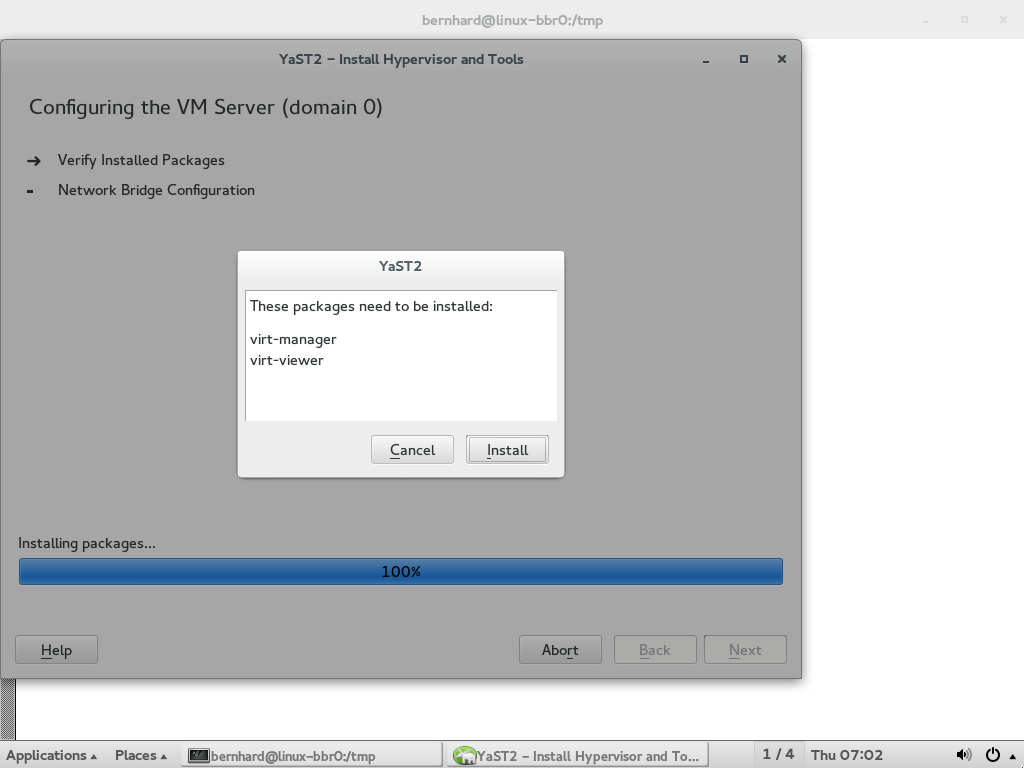 bernhard@linux-bbr0:/tmp
YaST2 - Install Hypervisor and Tools
Configuring the VM Server (domain 0)
Verify Installed Packages
Network Bridge Configuration
YaST2
These packages need to be installed:
virt-manager
virt-viewer
Cancel Install
Installing packages...
100%
Help Abort Back Next
Applications Places bernhard@linux-bbr0:/tmp YaST2 - Install Hypervisor and To... 1 / 4 Thu 07:02